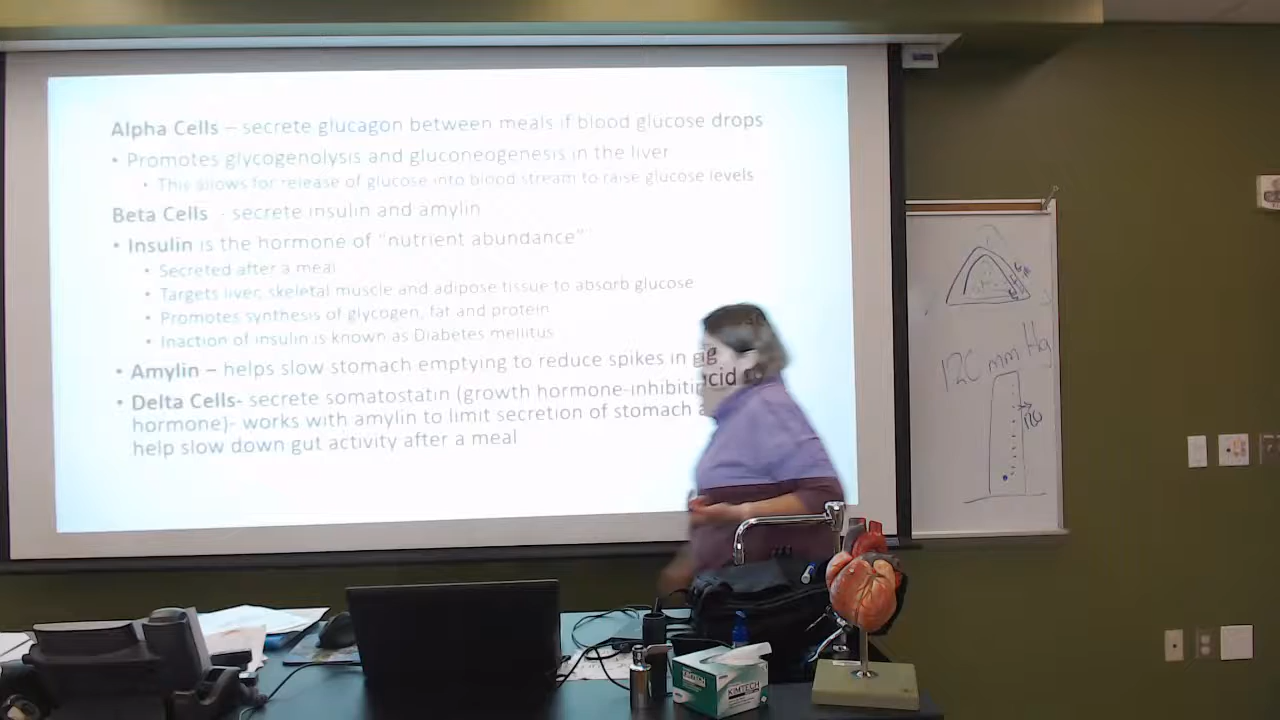 Alpha Cells – secrete glucagon between meals if blood glucose drops
• Promotes glycogenolysis and gluconeogenesis in the liver
• This allows for release of glucose into blood stream to raise glucose levels
Beta Cells - secrete insulin and amylin
• Insulin is the hormone of “nutrient abundance”
• Secreted after a meal
• Targets liver, skeletal muscle and adipose tissue to absorb glucose
• Promotes synthesis of glycogen, fat and protein
• Inaction of insulin is known as Diabetes mellitus
• Amylin – helps slow stomach emptying to reduce spikes in
• Delta Cells- secrete somatostatin (growth hormone-inhibiting
hormone)- works with amylin to limit secretion of stomach acid
help slow down gut activity after a meal
120 mm Hg
120
KIMTECH
KIMTECH